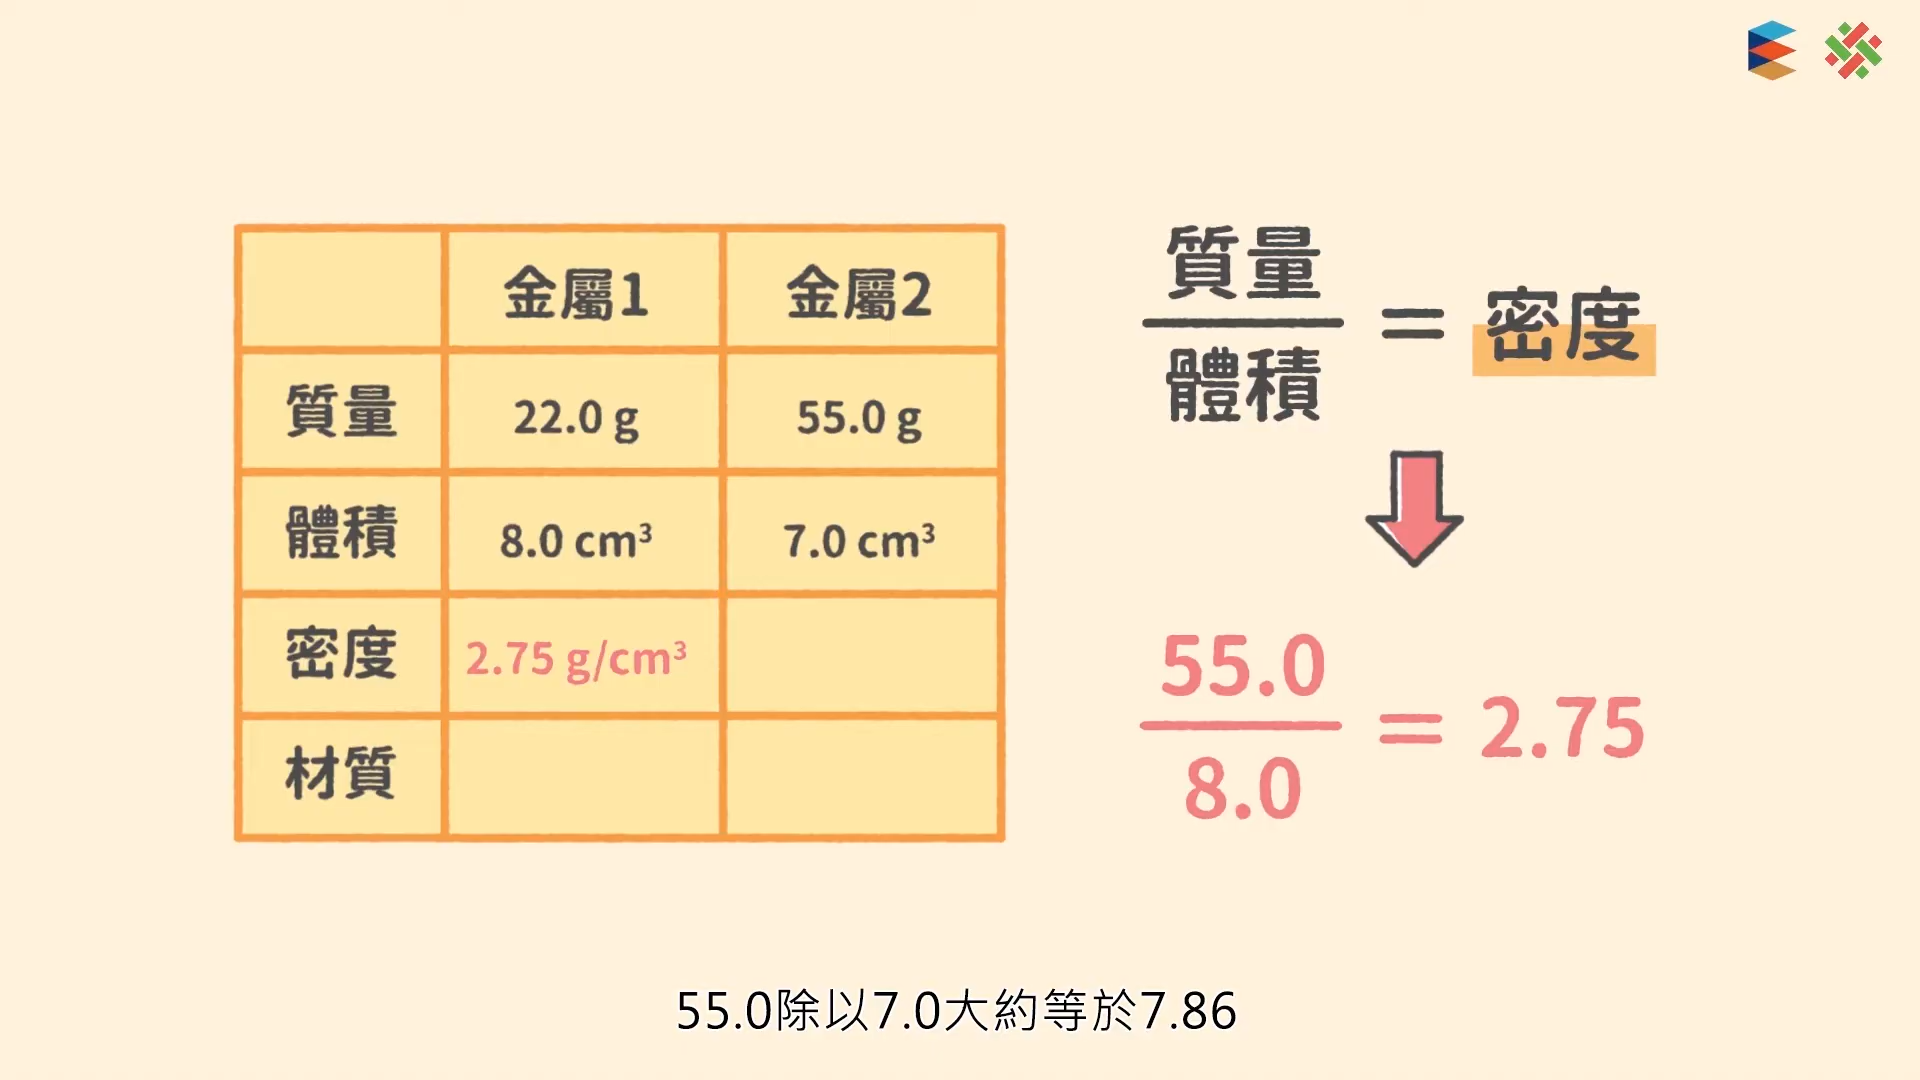 金屬1 金屬2
質量 22.0 g 55.0 g
體積 8.0 cm³ 7.0 cm³
密度 2.75 g/cm³
材質
質量
體積
= 密度
55.0
8.0
= 2.75
55.0除以7.0大約等於7.86